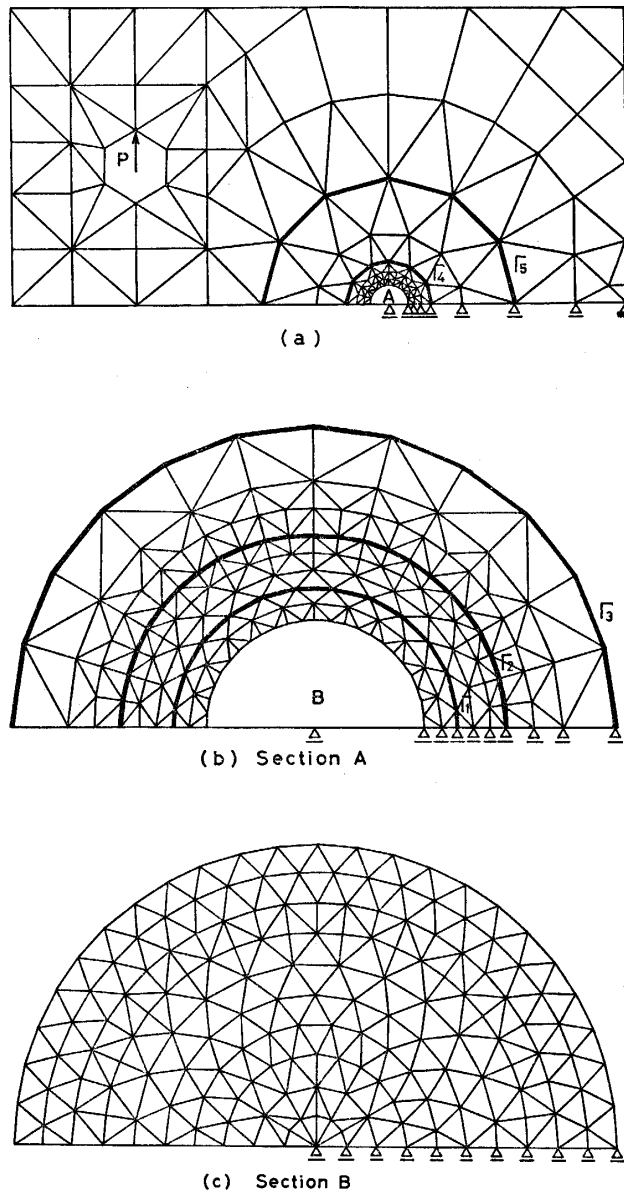 P
Γ5
Γ4
A
(a)
Γ3
Γ2
B
Γ1
(b) Section A
(c) Section B